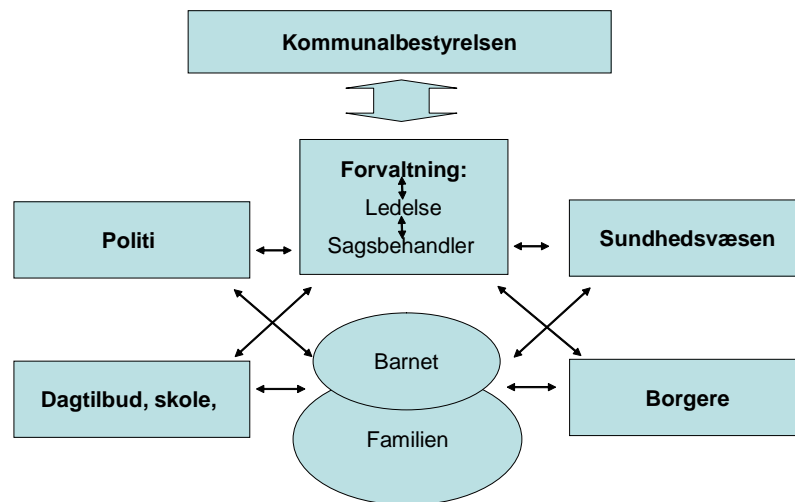 Kommunalbestyrelsen
Forvaltning:
Ledelse
Sagsbehandler
Politi
Sundhedsvæsen
Barnet
Dagtilbud, skole,
Borgere
Familien